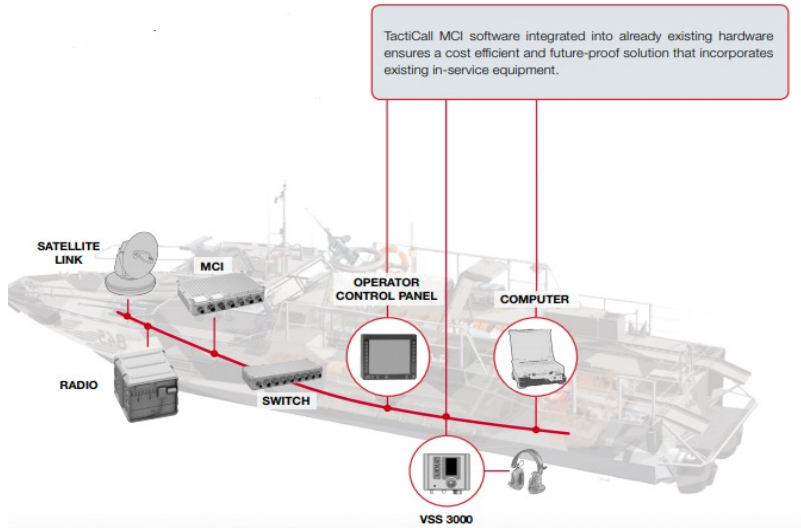 TactiCall MCI software integrated into already existing hardware
ensures a cost efficient and future-proof solution that incorporates
existing in-service equipment.
SATELLITE
LINK
MCI
OPERATOR
CONTROL PANEL
COMPUTER
RADIO
SWITCH
VSS 3000